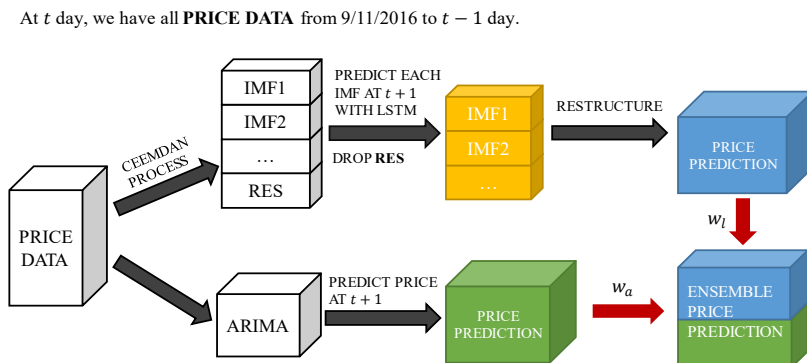 At t day, we have all PRICE DATA from 9/11/2016 to t − 1 day.
PRICE
DATA
CEEMDAN
PROCESS
IMF1
IMF2
…
RES
PREDICT EACH
IMF AT t + 1
WITH LSTM
DROP RES
IMF1
IMF2
…
RESTRUCTURE
PRICE
PREDICTION
w_l
ARIMA
PREDICT PRICE
AT t + 1
PRICE
PREDICTION
w_a
ENSEMBLE
PRICE
PREDICTION